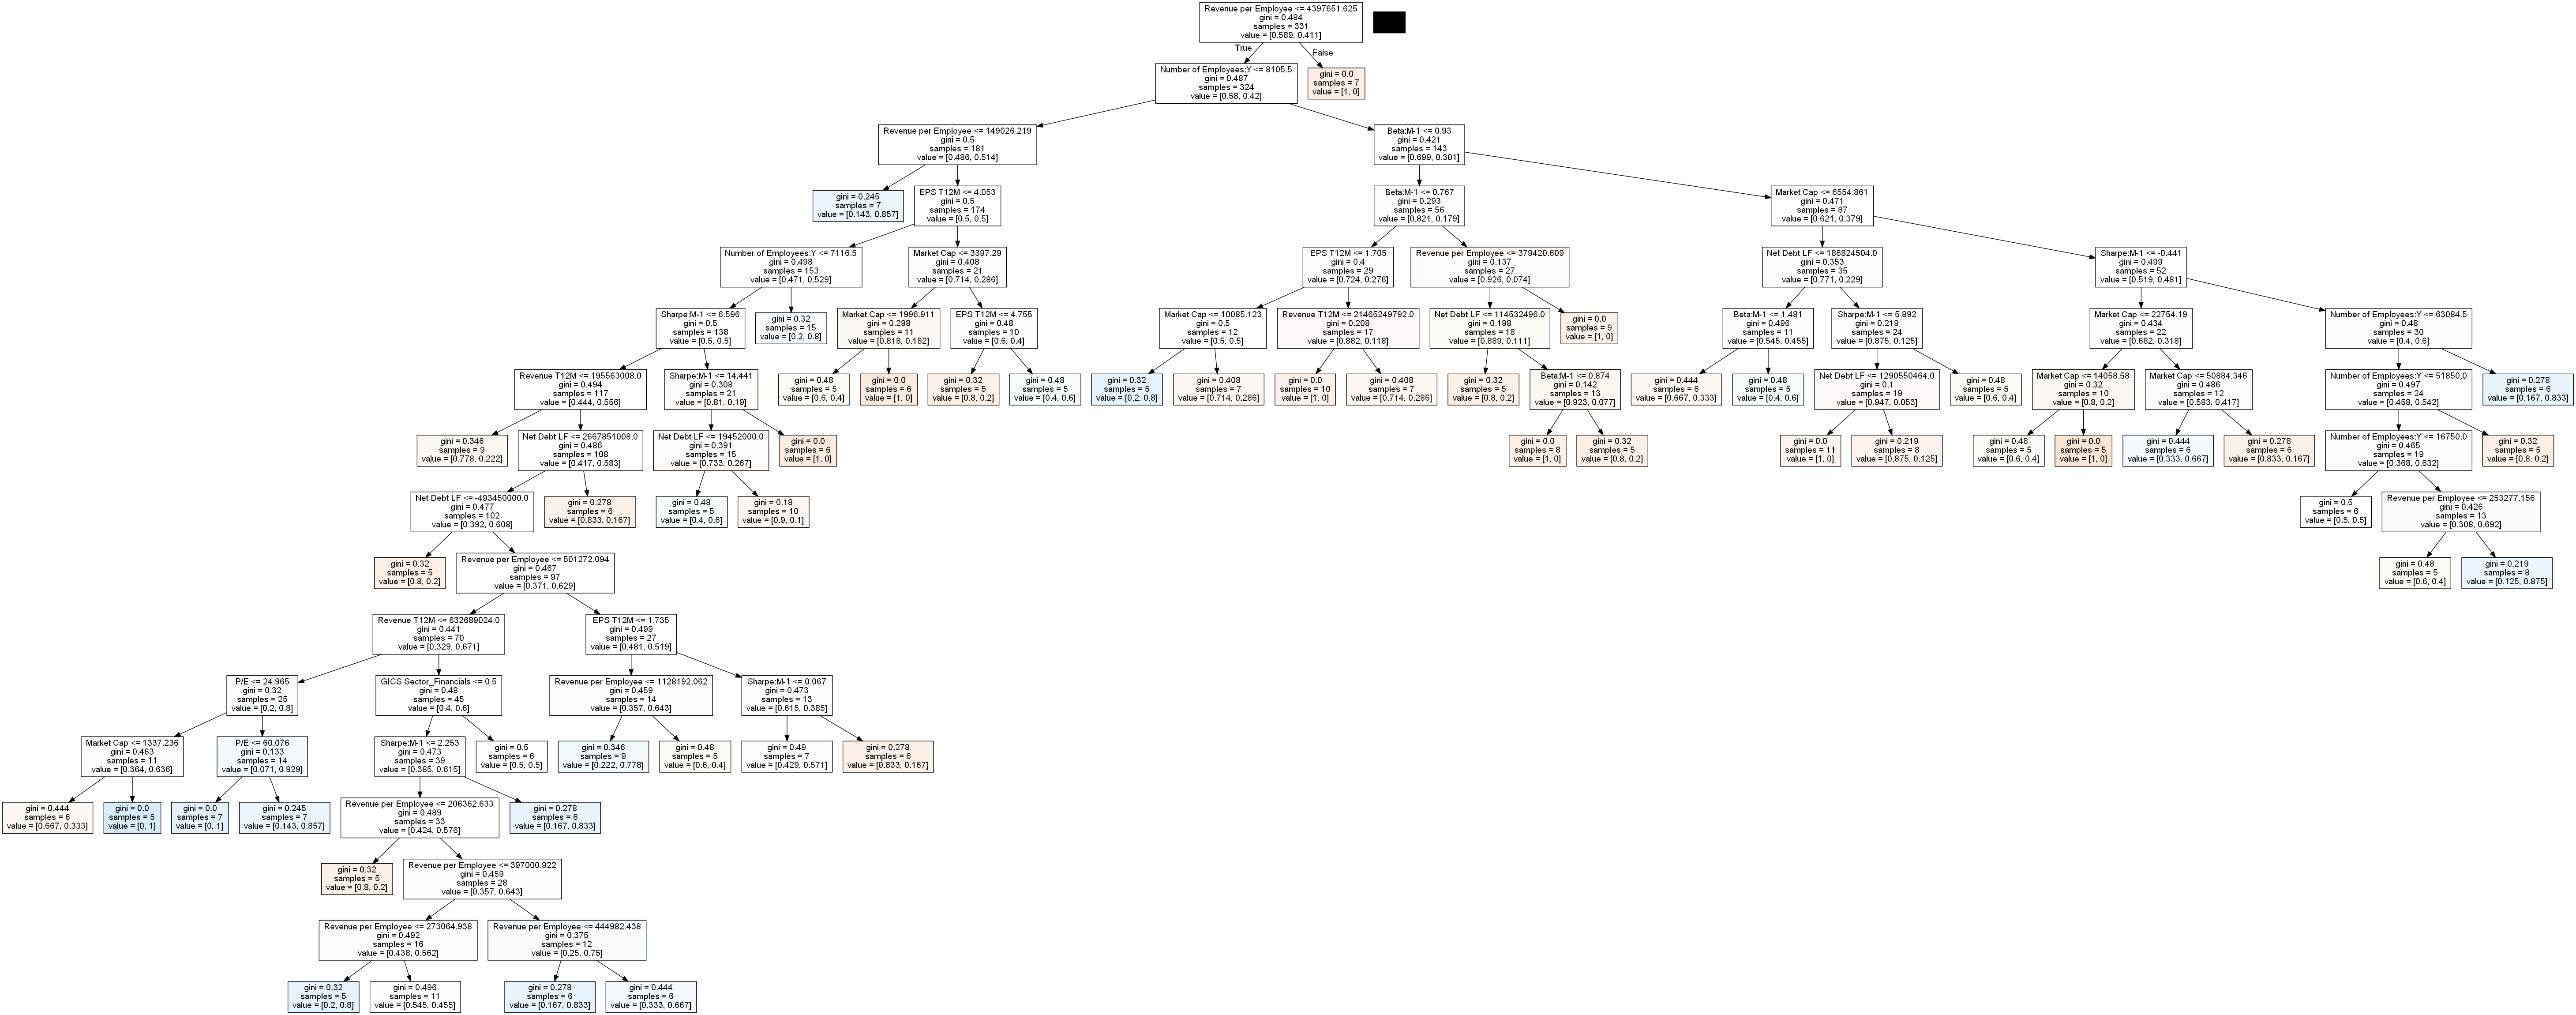 Revenue per Employee <= 4397651.625
gini = 0.484
samples = 331
value = [0.589, 0.411]
True
False
Number of Employees:Y <= 8105.5
gini = 0.487
samples = 324
value = [0.58, 0.42]
gini = 0.0
samples = 7
value = [1, 0]
Revenue per Employee <= 149026.219
gini = 0.5
samples = 181
value = [0.486, 0.514]
Beta:M-1 <= 0.93
gini = 0.421
samples = 143
value = [0.699, 0.301]
gini = 0.245
samples = 7
value = [0.143, 0.857]
EPS T12M <= 4.053
gini = 0.5
samples = 174
value = [0.5, 0.5]
Beta:M-1 <= 0.767
gini = 0.293
samples = 56
value = [0.821, 0.179]
Market Cap <= 6554.861
gini = 0.471
samples = 87
value = [0.621, 0.379]
Number of Employees:Y <= 7116.5
gini = 0.498
samples = 153
value = [0.471, 0.529]
Market Cap <= 3397.29
gini = 0.408
samples = 21
value = [0.714, 0.286]
EPS T12M <= 1.705
gini = 0.4
samples = 29
value = [0.724, 0.276]
Revenue per Employee <= 379420.609
gini = 0.137
samples = 27
value = [0.926, 0.074]
Net Debt LF <= 186824504.0
gini = 0.353
samples = 35
value = [0.771, 0.229]
Sharpe:M-1 <= -0.441
gini = 0.499
samples = 52
value = [0.519, 0.481]
Sharpe:M-1 <= 6.596
gini = 0.5
samples = 138
value = [0.5, 0.5]
gini = 0.32
samples = 15
value = [0.2, 0.8]
Market Cap <= 1996.911
gini = 0.298
samples = 11
value = [0.818, 0.182]
EPS T12M <= 4.755
gini = 0.48
samples = 10
value = [0.6, 0.4]
Market Cap <= 10085.123
gini = 0.5
samples = 12
value = [0.5, 0.5]
Revenue T12M <= 21465249792.0
gini = 0.208
samples = 17
value = [0.882, 0.118]
Net Debt LF <= 114532496.0
gini = 0.198
samples = 18
value = [0.889, 0.111]
gini = 0.0
samples = 9
value = [1, 0]
Beta:M-1 <= 1.481
gini = 0.496
samples = 11
value = [0.545, 0.455]
Sharpe:M-1 <= 5.892
gini = 0.219
samples = 24
value = [0.875, 0.125]
Market Cap <= 22754.19
gini = 0.434
samples = 22
value = [0.682, 0.318]
Number of Employees:Y <= 63084.5
gini = 0.48
samples = 30
value = [0.4, 0.6]
Revenue T12M <= 195563008.0
gini = 0.494
samples = 117
value = [0.444, 0.556]
Sharpe:M-1 <= 14.441
gini = 0.308
samples = 21
value = [0.81, 0.19]
gini = 0.48
samples = 5
value = [0.6, 0.4]
gini = 0.0
samples = 6
value = [1, 0]
gini = 0.32
samples = 5
value = [0.8, 0.2]
gini = 0.48
samples = 5
value = [0.4, 0.6]
gini = 0.32
samples = 5
value = [0.2, 0.8]
gini = 0.408
samples = 7
value = [0.714, 0.286]
gini = 0.0
samples = 10
value = [1, 0]
gini = 0.408
samples = 7
value = [0.714, 0.286]
gini = 0.32
samples = 5
value = [0.8, 0.2]
Beta:M-1 <= 0.874
gini = 0.142
samples = 13
value = [0.923, 0.077]
gini = 0.444
samples = 6
value = [0.667, 0.333]
gini = 0.48
samples = 5
value = [0.4, 0.6]
Net Debt LF <= 1290550464.0
gini = 0.1
samples = 19
value = [0.947, 0.053]
gini = 0.48
samples = 5
value = [0.6, 0.4]
Market Cap <= 14058.58
gini = 0.32
samples = 10
value = [0.8, 0.2]
Market Cap <= 50884.346
gini = 0.486
samples = 12
value = [0.583, 0.417]
Number of Employees:Y <= 51850.0
gini = 0.497
samples = 24
value = [0.458, 0.542]
gini = 0.278
samples = 6
value = [0.167, 0.833]
gini = 0.346
samples = 9
value = [0.778, 0.222]
Net Debt LF <= 2667851008.0
gini = 0.486
samples = 108
value = [0.417, 0.583]
Net Debt LF <= 19452000.0
gini = 0.391
samples = 15
value = [0.733, 0.267]
gini = 0.0
samples = 6
value = [1, 0]
gini = 0.0
samples = 8
value = [1, 0]
gini = 0.32
samples = 5
value = [0.8, 0.2]
gini = 0.0
samples = 11
value = [1, 0]
gini = 0.219
samples = 8
value = [0.875, 0.125]
gini = 0.48
samples = 5
value = [0.6, 0.4]
gini = 0.0
samples = 5
value = [1, 0]
gini = 0.444
samples = 6
value = [0.333, 0.667]
gini = 0.278
samples = 6
value = [0.833, 0.167]
Number of Employees:Y <= 16750.0
gini = 0.465
samples = 19
value = [0.368, 0.632]
gini = 0.32
samples = 5
value = [0.8, 0.2]
Net Debt LF <= -493450000.0
gini = 0.477
samples = 102
value = [0.392, 0.608]
gini = 0.278
samples = 6
value = [0.833, 0.167]
gini = 0.48
samples = 5
value = [0.4, 0.6]
gini = 0.18
samples = 10
value = [0.9, 0.1]
gini = 0.5
samples = 6
value = [0.5, 0.5]
Revenue per Employee <= 253277.156
gini = 0.426
samples = 13
value = [0.308, 0.692]
gini = 0.32
samples = 5
value = [0.8, 0.2]
Revenue per Employee <= 501272.094
gini = 0.467
samples = 97
value = [0.371, 0.629]
gini = 0.48
samples = 5
value = [0.6, 0.4]
gini = 0.219
samples = 8
value = [0.125, 0.875]
Revenue T12M <= 632689024.0
gini = 0.441
samples = 70
value = [0.329, 0.671]
EPS T12M <= 1.735
gini = 0.499
samples = 27
value = [0.481, 0.519]
P/E <= 24.965
gini = 0.32
samples = 25
value = [0.2, 0.8]
GICS Sector_Financials <= 0.5
gini = 0.48
samples = 45
value = [0.4, 0.6]
Revenue per Employee <= 1128192.062
gini = 0.459
samples = 14
value = [0.357, 0.643]
Sharpe:M-1 <= 0.067
gini = 0.473
samples = 13
value = [0.615, 0.385]
Market Cap <= 1337.236
gini = 0.463
samples = 11
value = [0.364, 0.636]
P/E <= 60.076
gini = 0.133
samples = 14
value = [0.071, 0.929]
Sharpe:M-1 <= 2.253
gini = 0.473
samples = 39
value = [0.385, 0.615]
gini = 0.5
samples = 6
value = [0.5, 0.5]
gini = 0.346
samples = 9
value = [0.222, 0.778]
gini = 0.48
samples = 5
value = [0.6, 0.4]
gini = 0.49
samples = 7
value = [0.429, 0.571]
gini = 0.278
samples = 6
value = [0.833, 0.167]
gini = 0.444
samples = 6
value = [0.667, 0.333]
gini = 0.0
samples = 5
value = [0, 1]
gini = 0.0
samples = 7
value = [0, 1]
gini = 0.245
samples = 7
value = [0.143, 0.857]
Revenue per Employee <= 206362.633
gini = 0.489
samples = 33
value = [0.424, 0.576]
gini = 0.278
samples = 6
value = [0.167, 0.833]
gini = 0.32
samples = 5
value = [0.8, 0.2]
Revenue per Employee <= 397000.922
gini = 0.459
samples = 28
value = [0.357, 0.643]
Revenue per Employee <= 273064.938
gini = 0.492
samples = 16
value = [0.438, 0.562]
Revenue per Employee <= 444982.438
gini = 0.375
samples = 12
value = [0.25, 0.75]
gini = 0.32
samples = 5
value = [0.2, 0.8]
gini = 0.496
samples = 11
value = [0.545, 0.455]
gini = 0.278
samples = 6
value = [0.167, 0.833]
gini = 0.444
samples = 6
value = [0.333, 0.667]